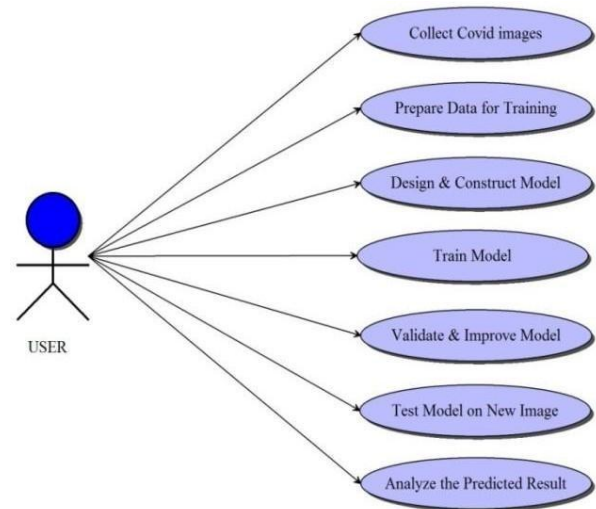 Collect Covid images
Prepare Data for Training
Design & Construct Model
Train Model
Validate & Improve Model
Test Model on New Image
Analyze the Predicted Result
USER